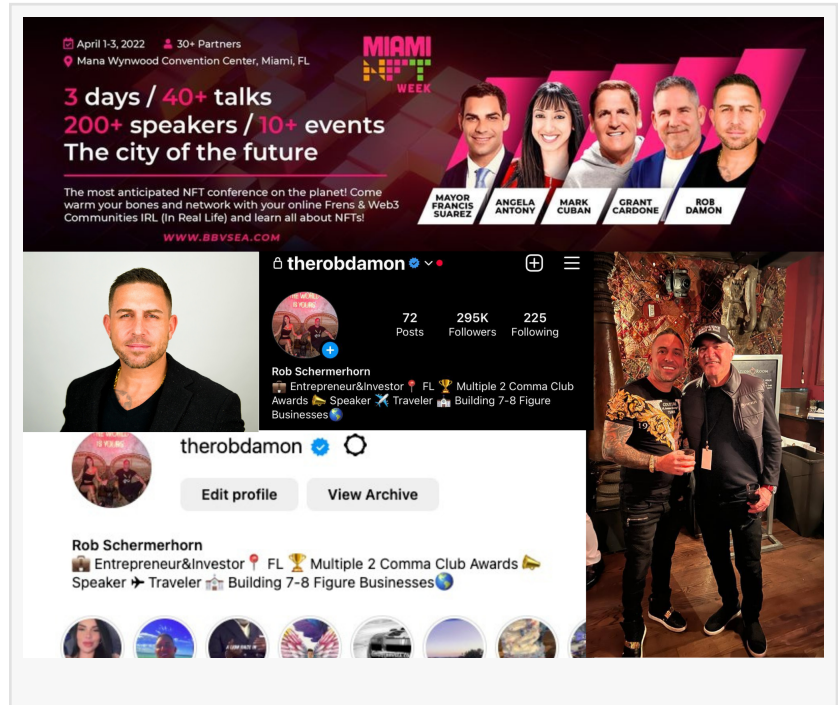 April 1-3, 2022 30+ Partners
Mana Wynwood Convention Center, Miami, FL
MIAMI
NFT
WEEK
3 days / 40+ talks
200+ speakers / 10+ events
The city of the future
The most anticipated NFT conference on the planet! Come
warm your bones and network with your online Frens & Web3
Communities IRL (In Real Life) and learn all about NFTs!
WWW.BBVSEA.COM
MAYOR
FRANCIS
SUAREZ
ANGELA
ANTONY
MARK
CUBAN
GRANT
CARDONE
ROB
DAMON
therobdamon
72 295K 225
Posts Followers Following
Rob Schermerhorn
Entrepreneur&Investor FL Multiple 2 Comma Club
Awards Speaker Traveler Building 7-8 Figure
Businesses
therobdamon
Edit profile View Archive
Rob Schermerhorn
Entrepreneur&Investor FL Multiple 2 Comma Club Awards
Speaker Traveler Building 7-8 Figure Businesses